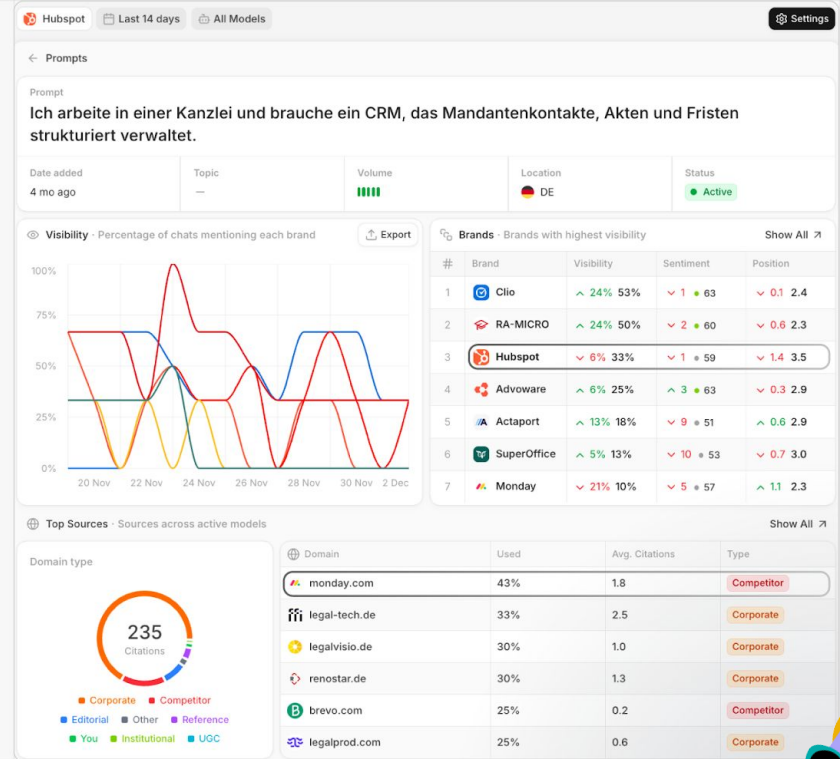 Hubspot Last 14 days All Models Settings
Prompts
Prompt
Ich arbeite in einer Kanzlei und brauche ein CRM, das Mandantenkontakte, Akten und Fristen
strukturiert verwaltet.
Date added Topic Volume Location Status
4 mo ago — DE Active
Visibility · Percentage of chats mentioning each brand Export
100%
75%
50%
25%
0%
20 Nov 22 Nov 24 Nov 26 Nov 28 Nov 30 Nov 2 Dec
Brands · Brands with highest visibility Show All
# Brand Visibility Sentiment Position
1 Clio 24% 53% 1 63 0.1 2.4
2 RA-MICRO 24% 50% 2 60 0.6 2.3
3 Hubspot 6% 33% 1 59 1.4 3.5
4 Advoware 6% 25% 3 63 0.3 2.9
5 Actaport 13% 18% 9 51 0.6 2.9
6 SuperOffice 5% 13% 10 53 0.7 3.0
7 Monday 21% 10% 5 57 1.1 2.3
Top Sources · Sources across active models Show All
Domain type
235
Citations
Corporate Competitor
Editorial Other Reference
You Institutional UGC
Domain Used Avg. Citations Type
monday.com 43% 1.8 Competitor
legal-tech.de 33% 2.5 Corporate
legalvisio.de 30% 1.0 Corporate
renostar.de 30% 1.3 Corporate
brevo.com 25% 0.2 Competitor
legalprod.com 25% 0.6 Corporate